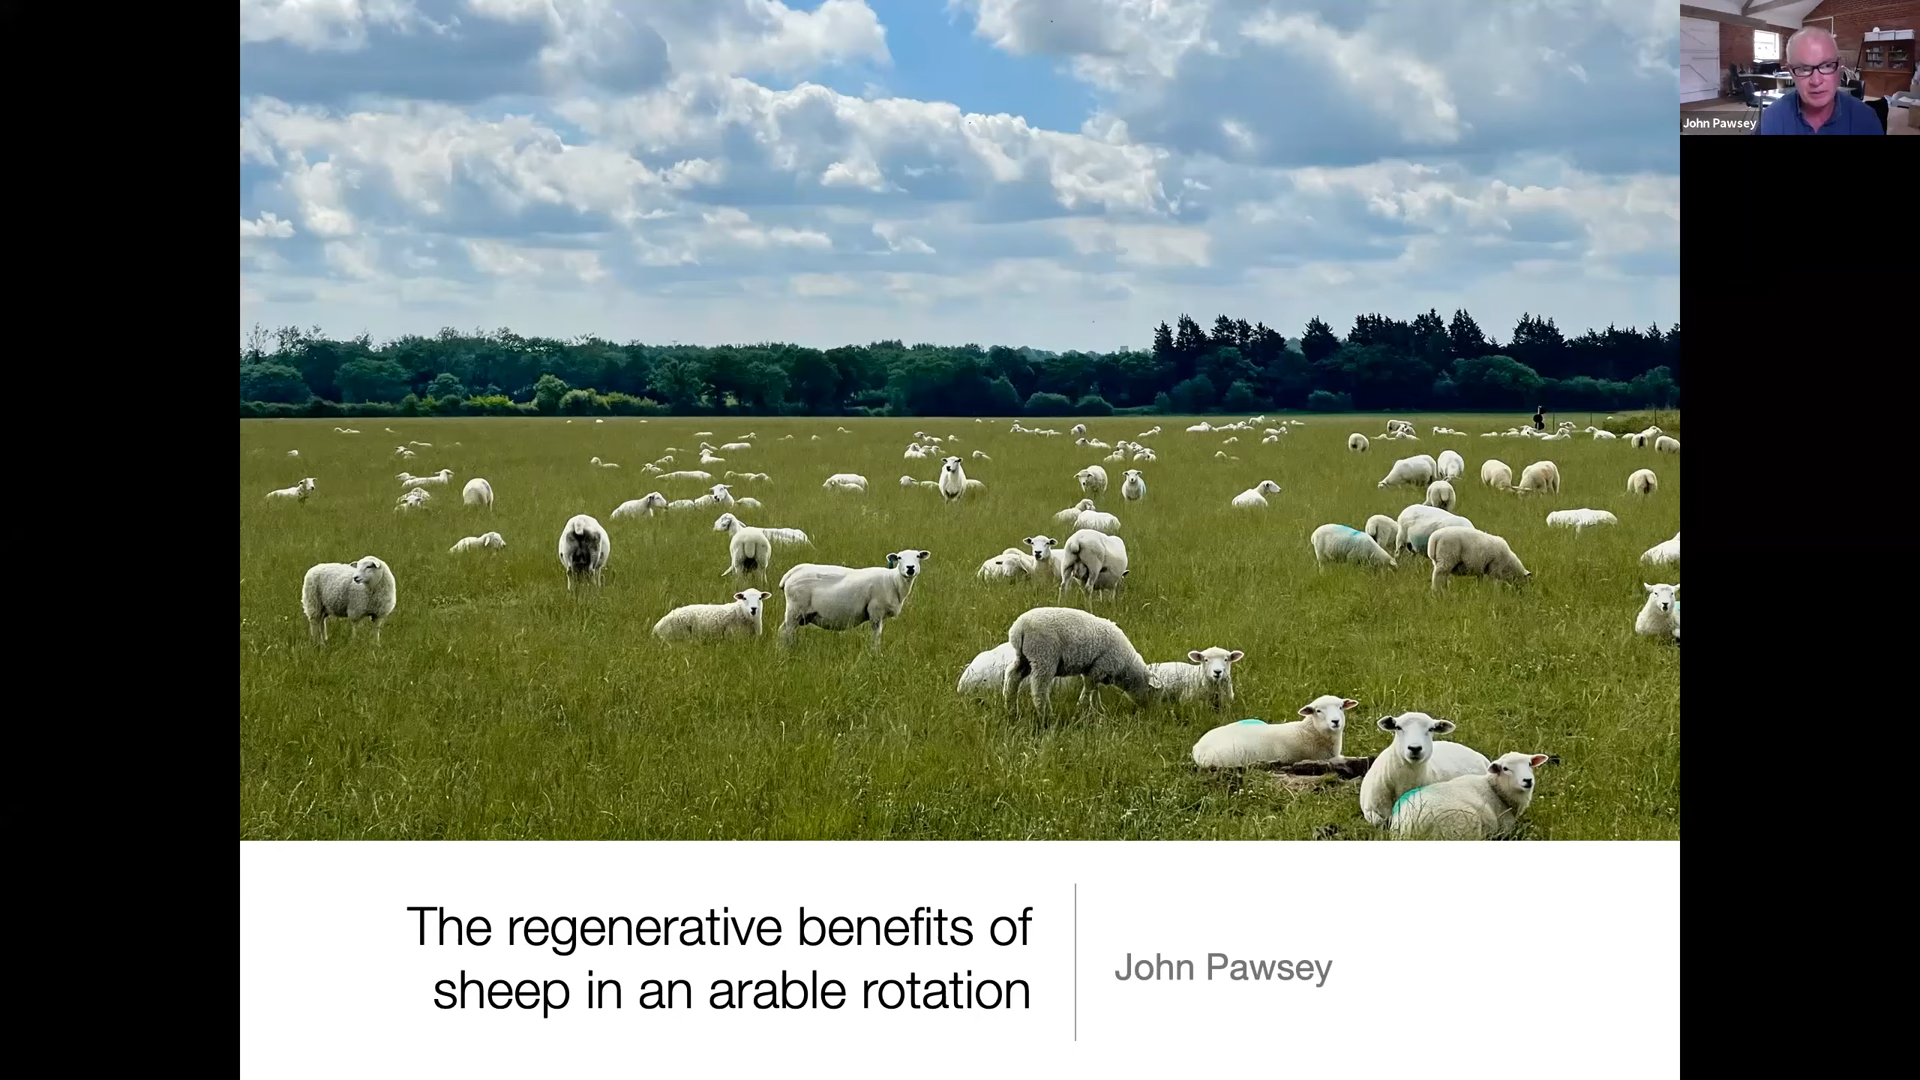 John Pawsey
The regenerative benefits of
sheep in an arable rotation
John Pawsey